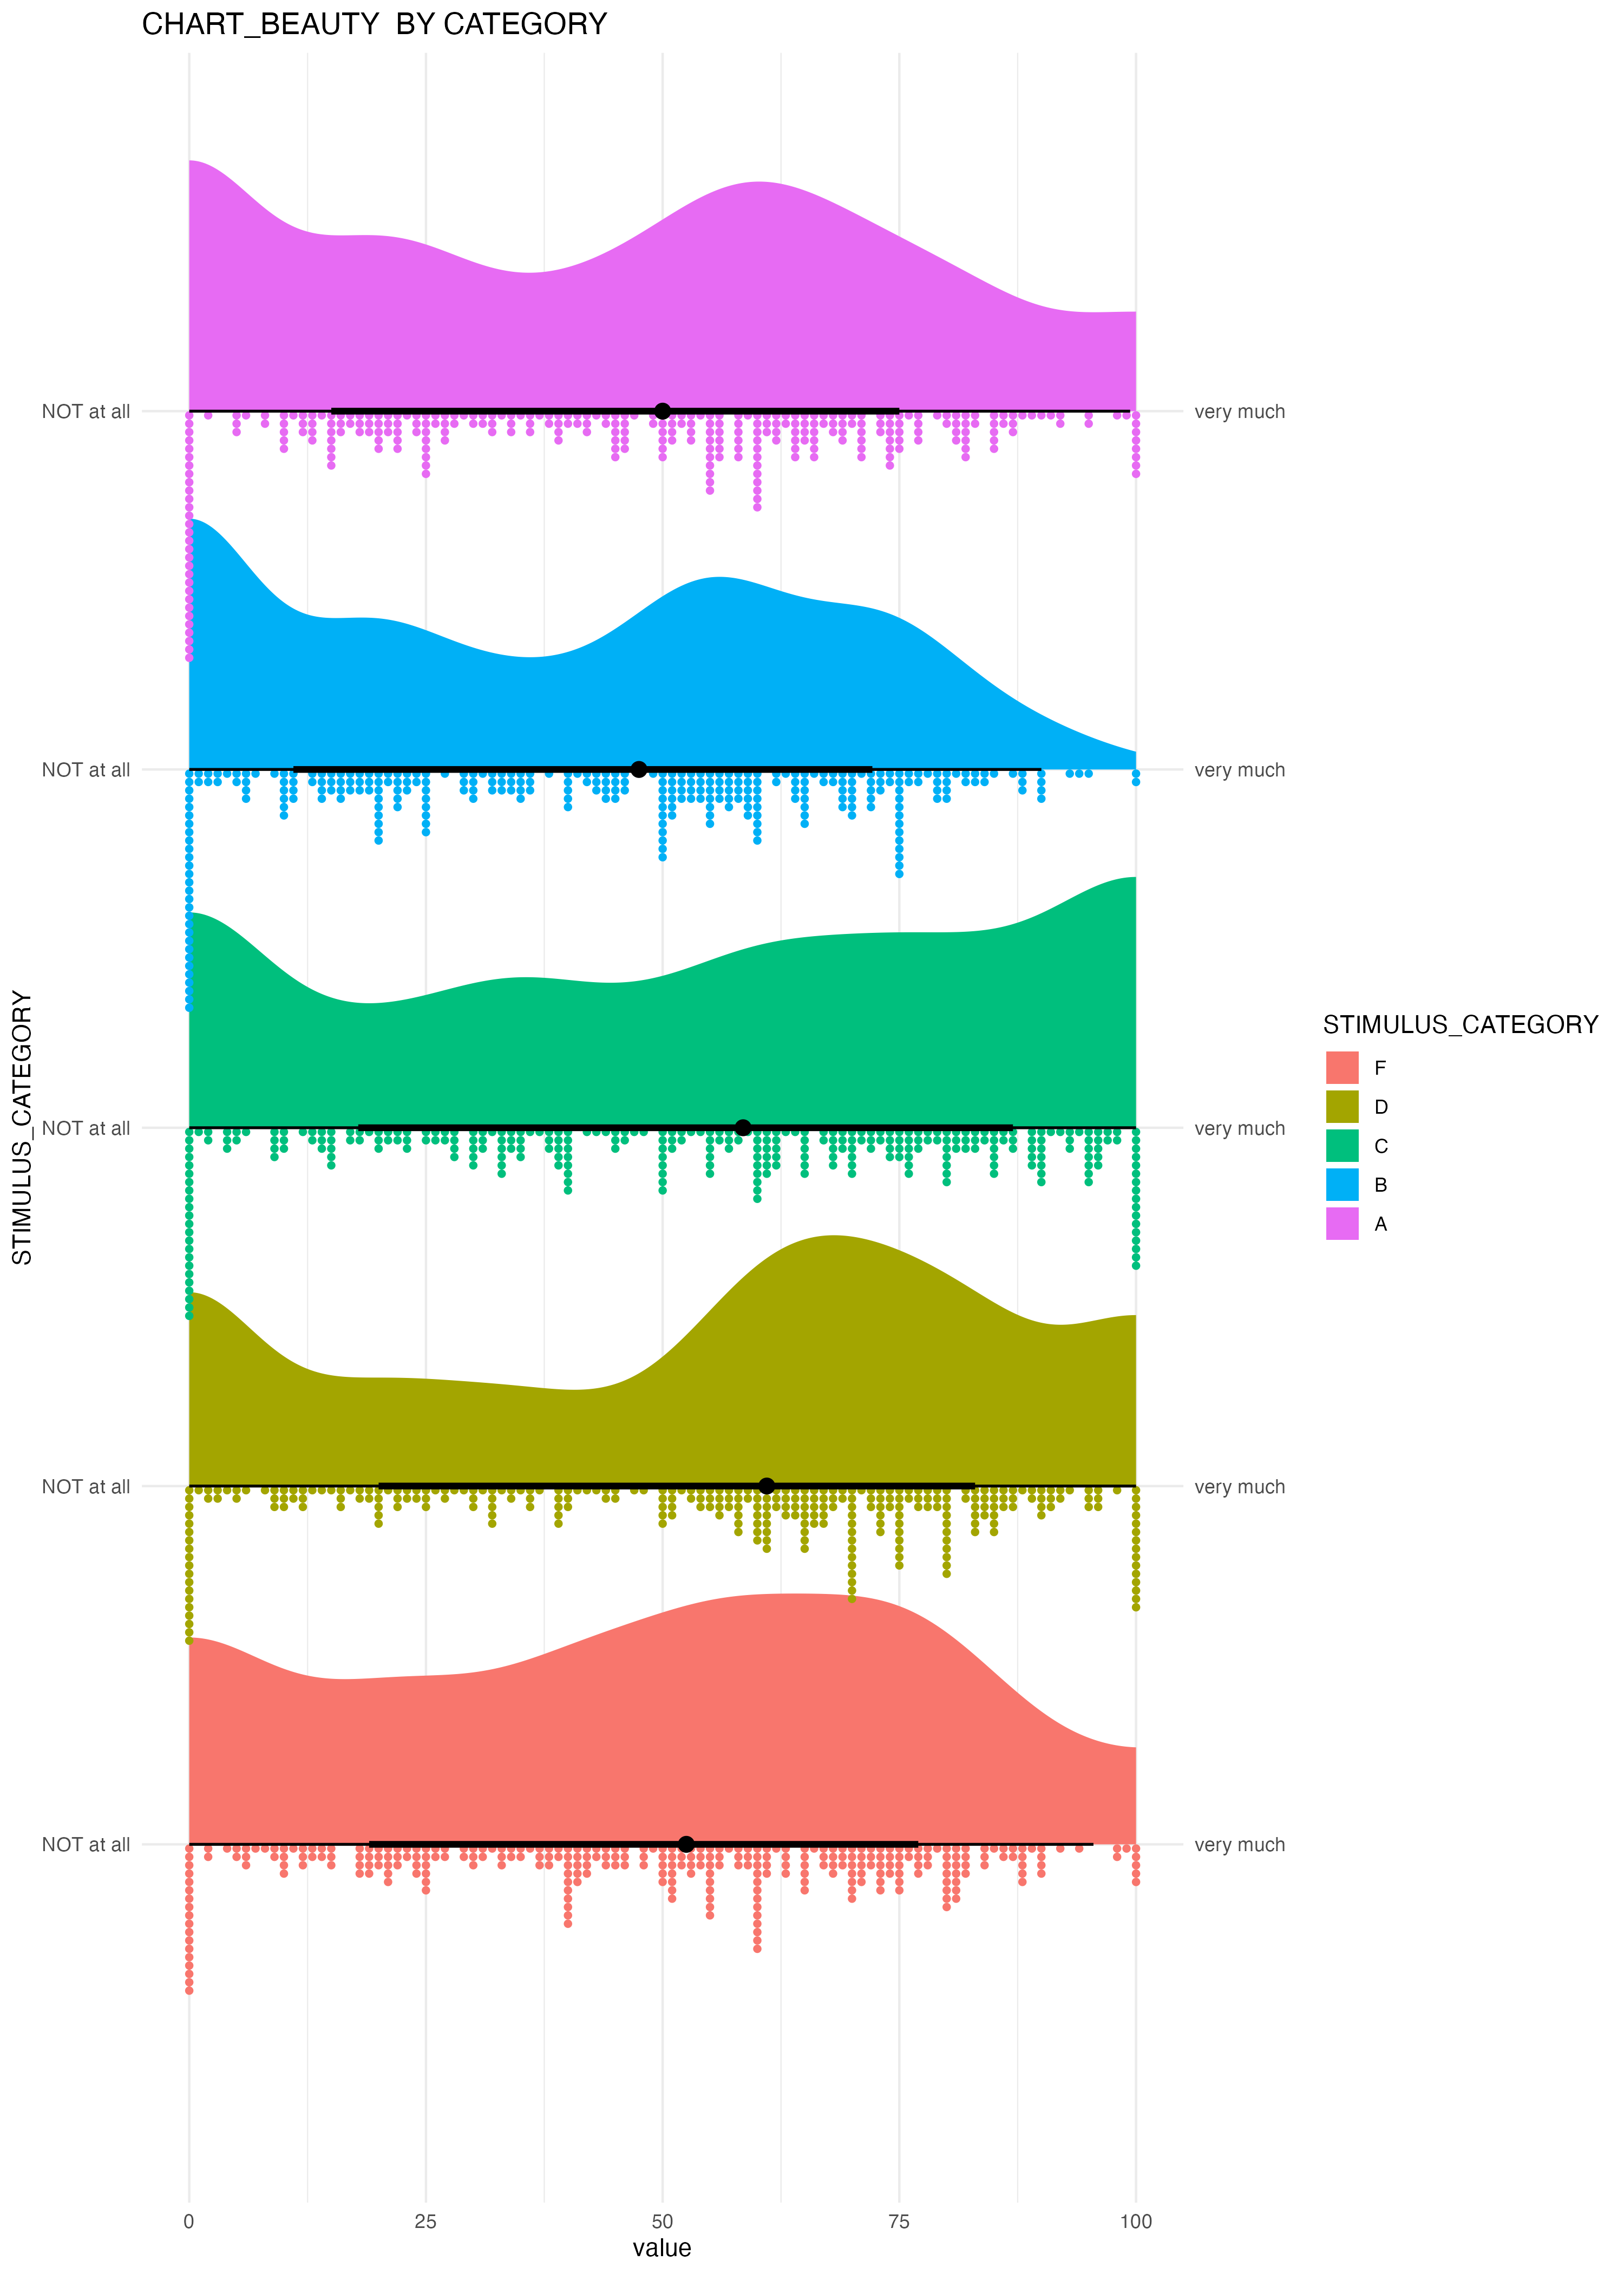 CHART_BEAUTY  BY CATEGORY
NOT at all
very much
NOT at all
very much
NOT at all
very much
NOT at all
very much
NOT at all
very much
STIMULUS_CATEGORY
STIMULUS_CATEGORY
F
D
C
B
A
0
25
50
75
100
value